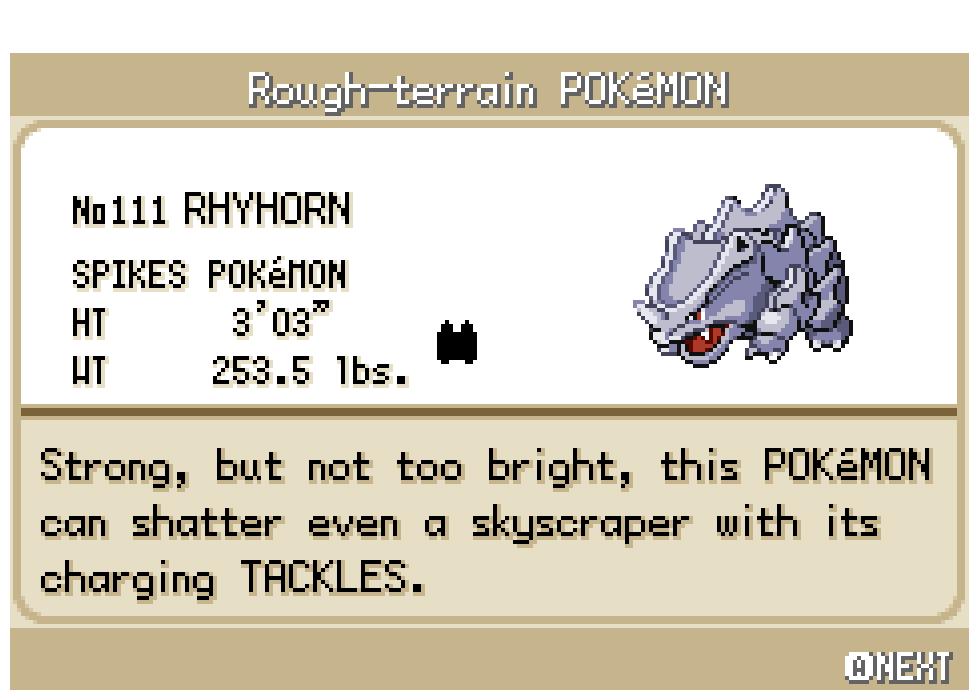 Rough-terrain POKéMON
No111 RHYHORN
SPIKES POKéMON
HT 3'03"
WT 253.5 lbs.
Strong, but not too bright, this POKéMON
can shatter even a skyscraper with its
charging TACKLES.
ⒶNEXT